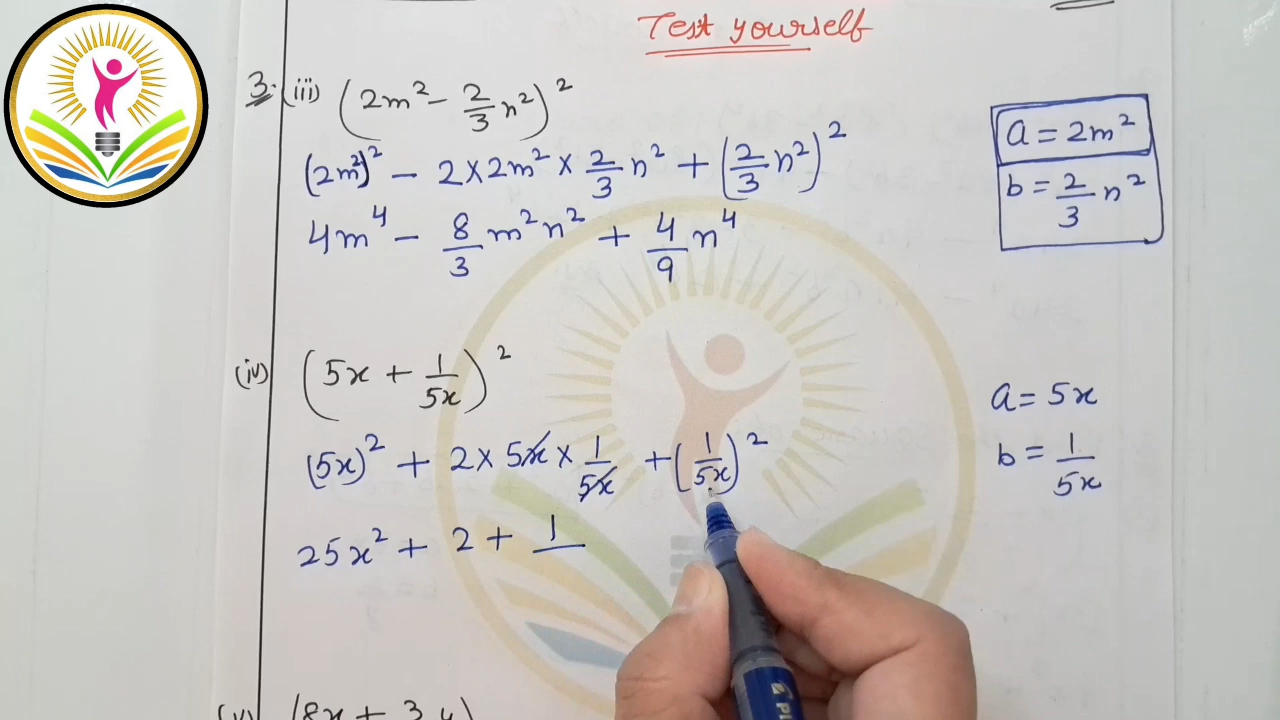 Test yourself
3. (iii) (2m² - 2/3 n²)²
(2m²)² - 2 × 2m² × 2/3 n² + (2/3 n²)²
a = 2m²
b = 2/3 n²
4m⁴ - 8/3 m²n² + 4/9 n⁴
(iv) (5x + 1/5x)²
a = 5x
(5x)² + 2 × 5x × 1/5x + (1/5x)²
b = 1/5x
25x² + 2 + 1
(v) (8x + 3y)